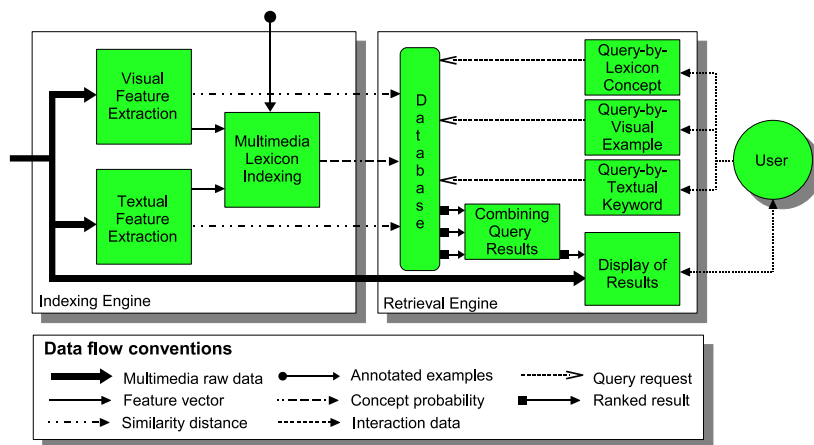 Visual
Feature
Extraction
Textual
Feature
Extraction
Multimedia
Lexicon
Indexing
Indexing Engine
Database
Query-by-
Lexicon
Concept
Query-by-
Visual
Example
Query-by-
Textual
Keyword
Combining
Query
Results
Display of
Results
Retrieval Engine
User
Data flow conventions
Multimedia raw data
Annotated examples
Query request
Feature vector
Concept probability
Ranked result
Similarity distance
Interaction data